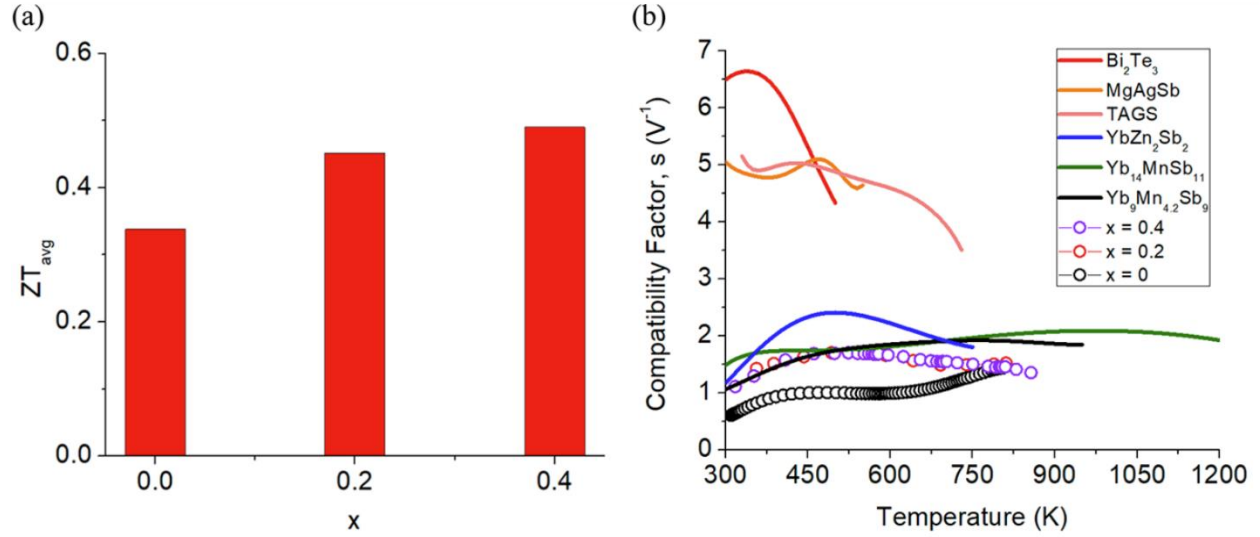 (a)
0.6
0.4
0.2
0.0
ZT_avg
0.0 0.2 0.4
x
(b)
7
6
5
4
3
2
1
0
Compatibility Factor, s (V⁻¹)
Bi₂Te₃
MgAgSb
TAGS
YbZn₂Sb₂
Yb₁₄MnSb₁₁
Yb₉Mn₄.₂Sb₉
x = 0.4
x = 0.2
x = 0
300 450 600 750 900 1050 1200
Temperature (K)